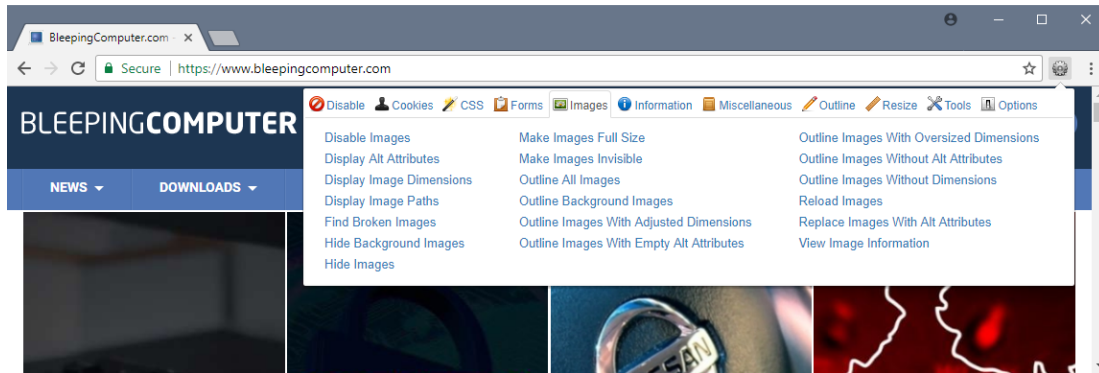 BleepingComputer.com -
Secure | https://www.bleepingcomputer.com
BLEEPINGCOMPUTER
Disable Cookies CSS Forms Images Information Miscellaneous Outline Resize Tools Options
Disable Images Make Images Full Size Outline Images With Oversized Dimensions
Display Alt Attributes Make Images Invisible Outline Images Without Alt Attributes
Display Image Dimensions Outline All Images Outline Images Without Dimensions
Display Image Paths Outline Background Images Reload Images
Find Broken Images Outline Images With Adjusted Dimensions Replace Images With Alt Attributes
Hide Background Images Outline Images With Empty Alt Attributes View Image Information
Hide Images
NEWS DOWNLOADS